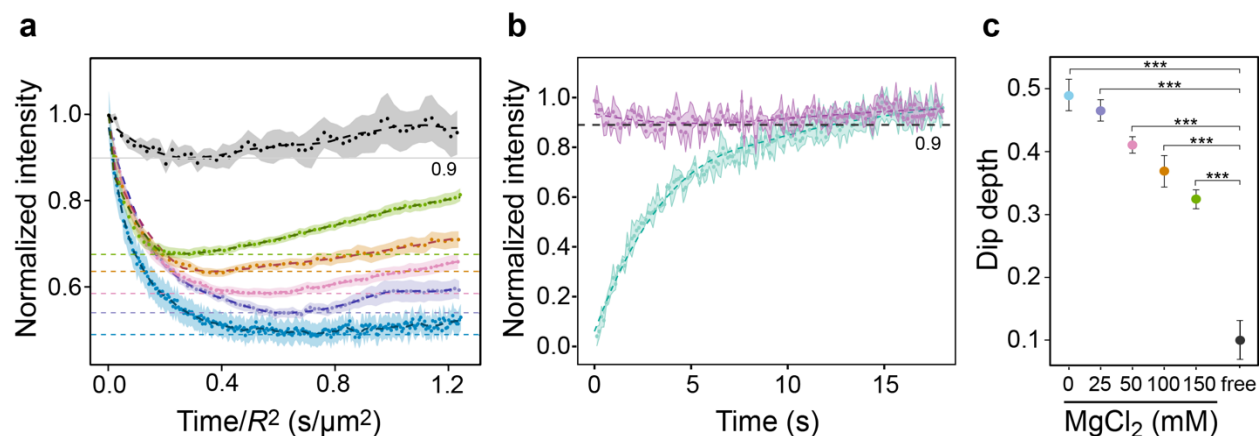 a
Normalized intensity
1.0
0.8
0.6
0.9
0.0
0.4
0.8
1.2
Time/R² (s/µm²)
b
Normalized intensity
1.0
0.8
0.6
0.4
0.2
0.0
0.9
0
5
10
15
Time (s)
c
Dip depth
0.5
0.4
0.3
0.2
0.1
***
***
***
***
***
0 25 50 100 150 free
MgCl₂ (mM)